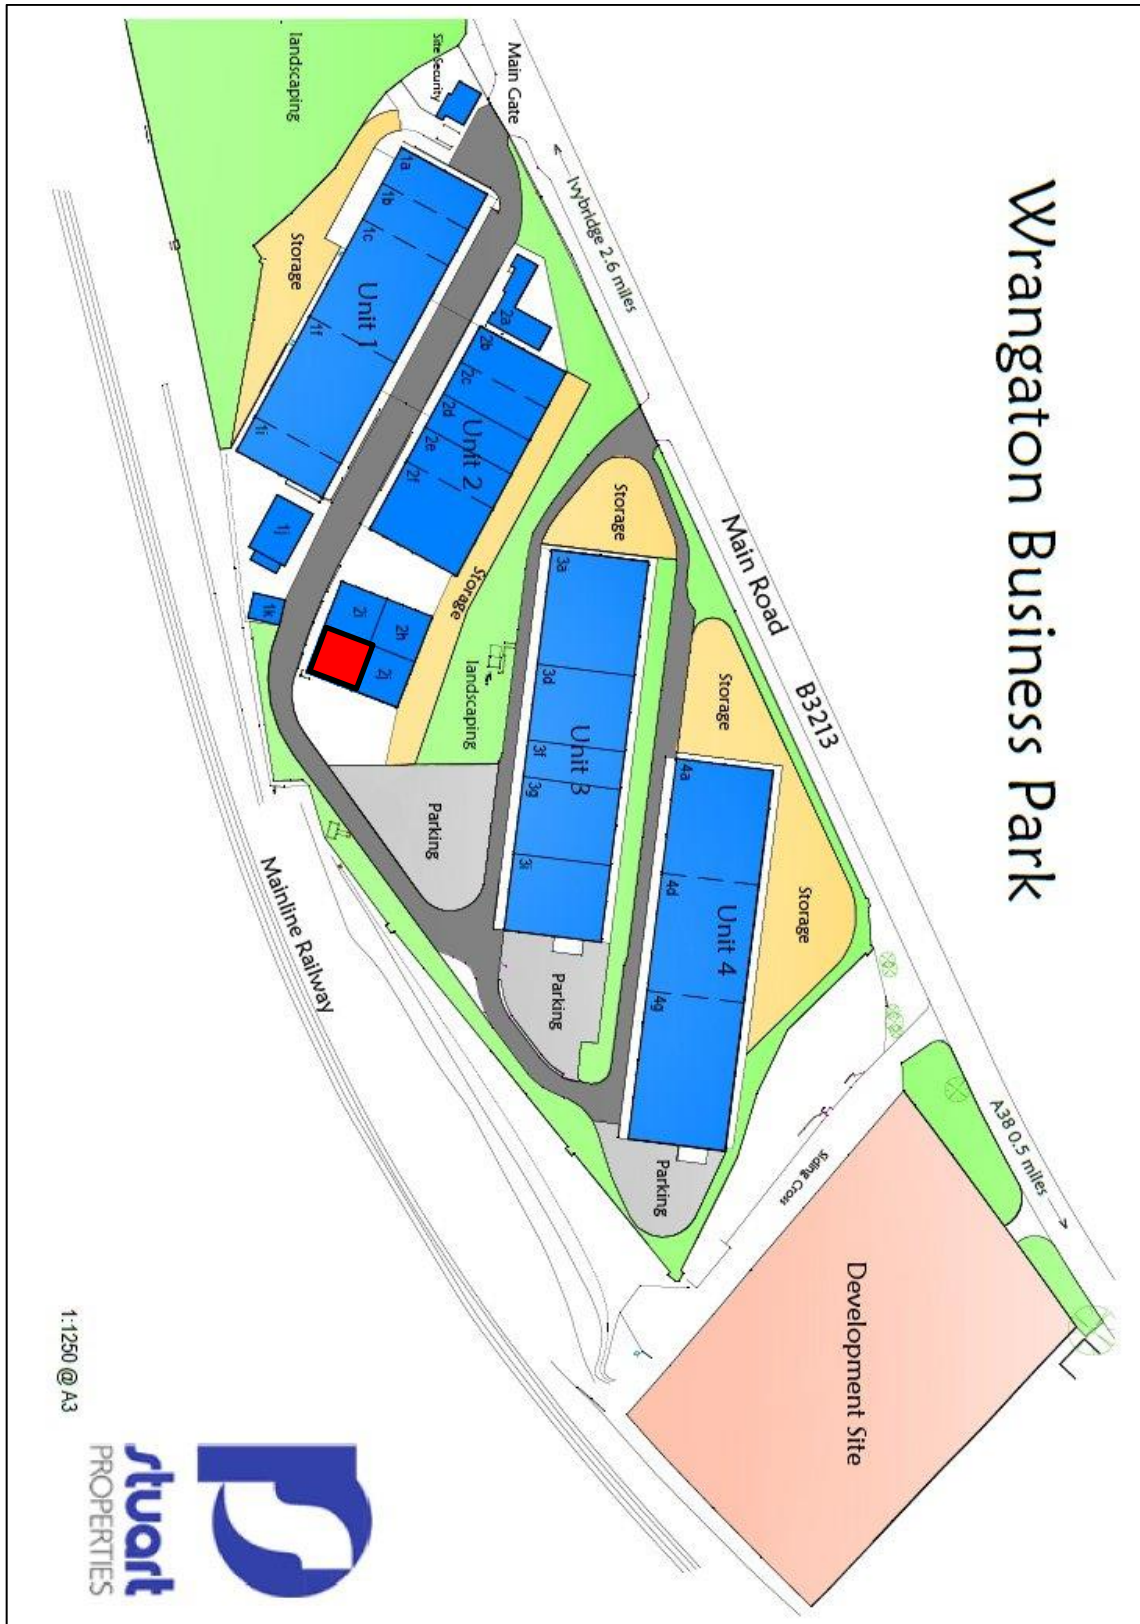 Wrangaton Business Park
Main Gate
Site Security
landscaping
Ivybridge 2.6 miles
Main Road
B3213
A38 0.5 miles
Storage
1a
1b
1c
Unit 1
1f
1i
1j
1k
2a
2b
2c
2d
Unit 2
2e
2f
Storage
2i
2h
2j
landscaping
Storage
3a
3d
Unit 3
3f
3g
3i
Parking
Parking
Storage
Storage
4a
4d
Unit 4
4g
Parking
Siding Cross
Development Site
Mainline Railway
1:1250 @ A3
stuart
PROPERTIES